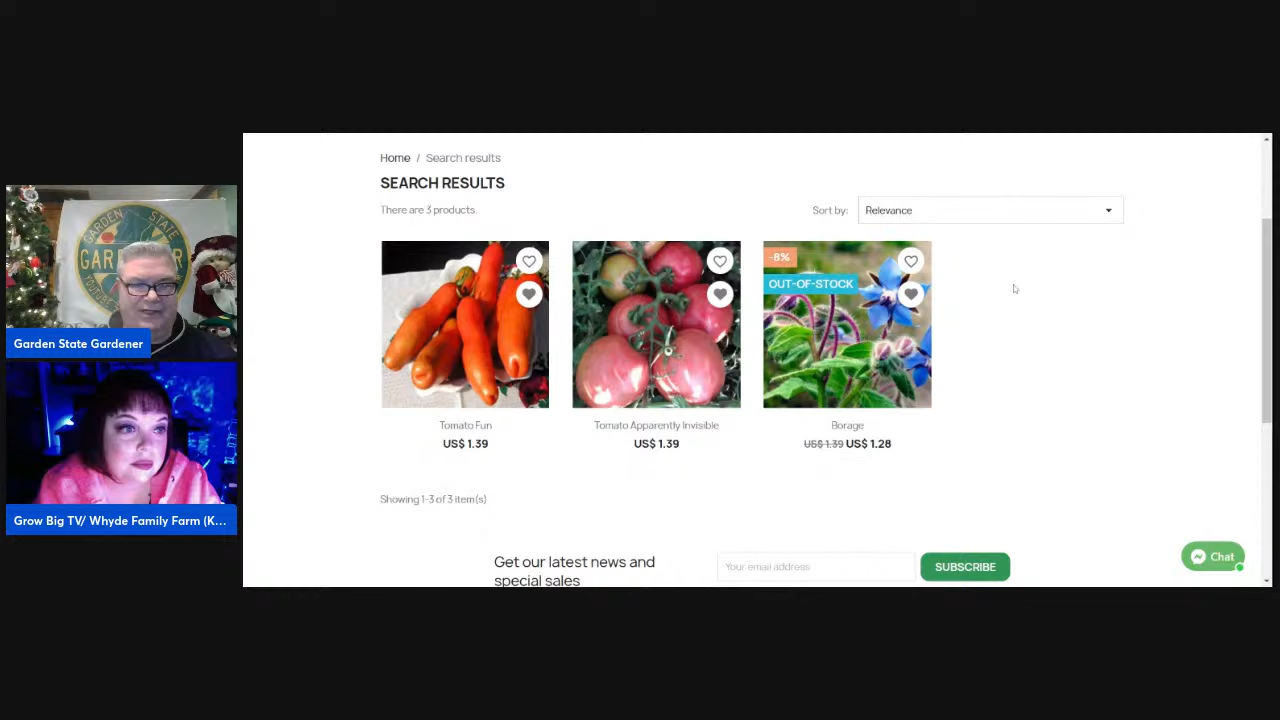 Home / Search results
SEARCH RESULTS
There are 3 products.
Sort by:
Relevance
-8%
OUT-OF-STOCK
Tomato Fun
US$ 1.39
Tomato Apparently Invisible
US$ 1.39
Borage
US$ 1.39 US$ 1.28
Showing 1-3 of 3 item(s)
Get our latest news and
special sales
Your email address
SUBSCRIBE
Chat
GARDEN STATE
Garden State Gardener
Grow Big TV/ Whyde Family Farm (K...